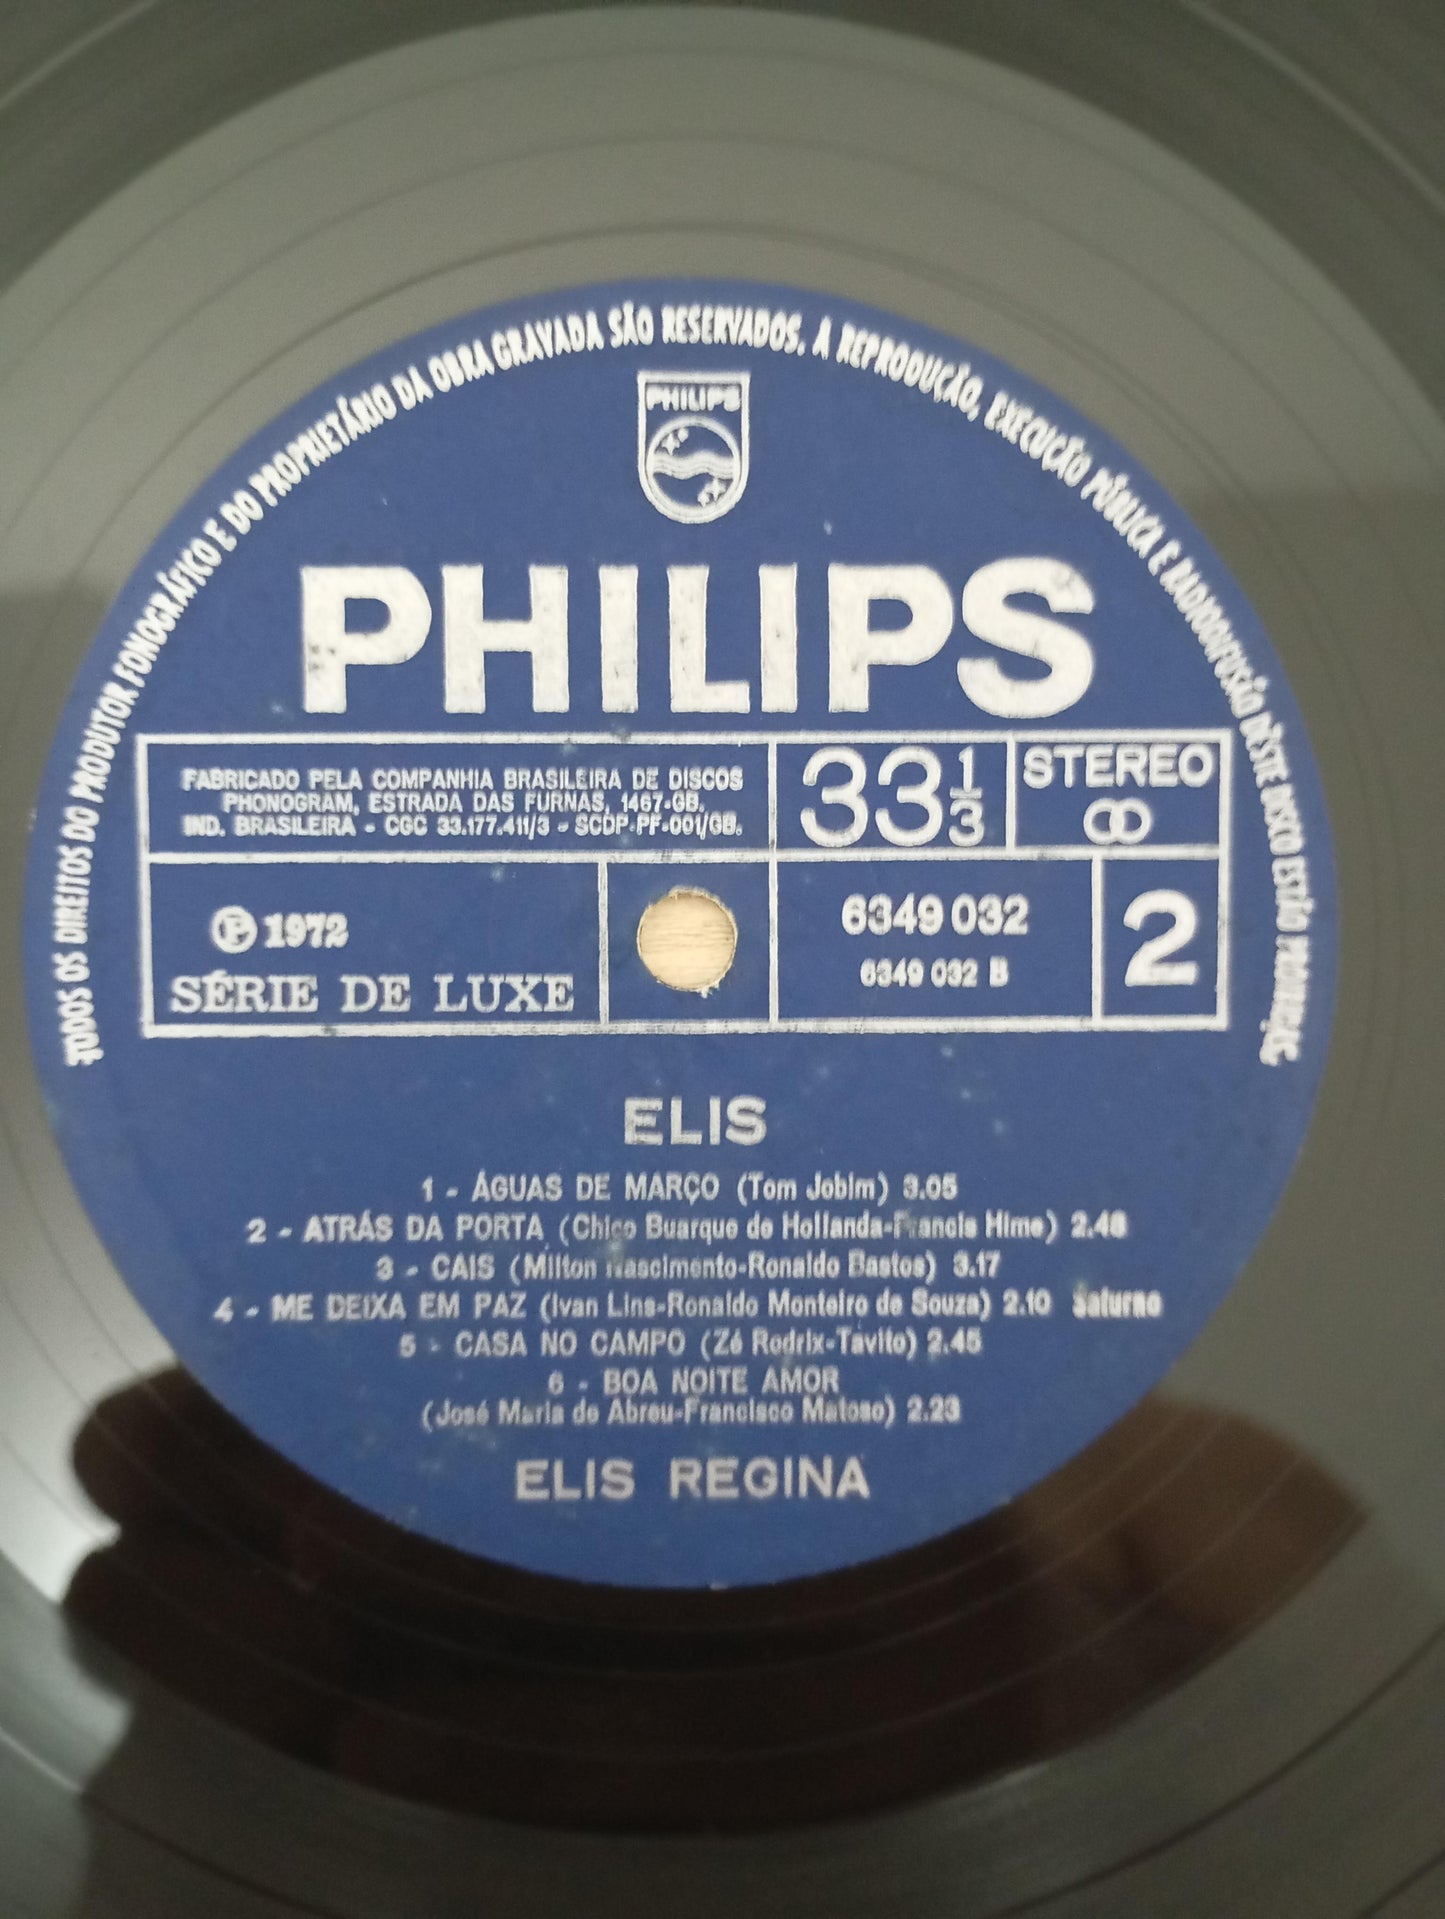 TODOS OS DIREITOS DO PRODUTOR FONOGRÁFICO E DO PROPRIETÁRIO DA OBRA GRAVADA SÃO RESERVADOS. A REPRODUÇÃO, EXECUÇÃO PÚBLICA E RADIODIFUSÃO DÊSTE DISCO ESTÃO PROIBIDAS.
PHILIPS
PHILIPS
FABRICADO PELA COMPANHIA BRASILEIRA DE DISCOS
PHONOGRAM, ESTRADA DAS FURNAS, 1467-GB.
IND. BRASILEIRA - CGC 33.177.411/3 - SCDP-PF-001/GB.
33 1/3
STEREO
℗ 1972
SÉRIE DE LUXE
6349 032
6349 032 B
2
ELIS
1 - ÁGUAS DE MARÇO (Tom Jobim) 3.05
2 - ATRÁS DA PORTA (Chico Buarque de Hollanda-Francis Hime) 2.48
3 - CAIS (Milton Nascimento-Ronaldo Bastos) 3.17
4 - ME DEIXA EM PAZ (Ivan Lins-Ronaldo Monteiro de Souza) 2.10 Saturno
5 - CASA NO CAMPO (Zé Rodrix-Tavito) 2.45
6 - BOA NOITE AMOR
(José Maria de Abreu-Francisco Matoso) 2.23
ELIS REGINA